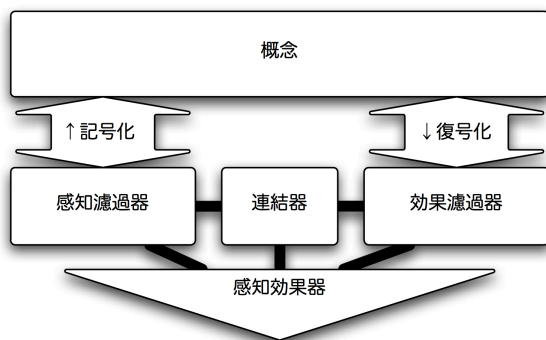 概念
↑記号化
↓復号化
感知濾過器
連結器
効果濾過器
感知効果器